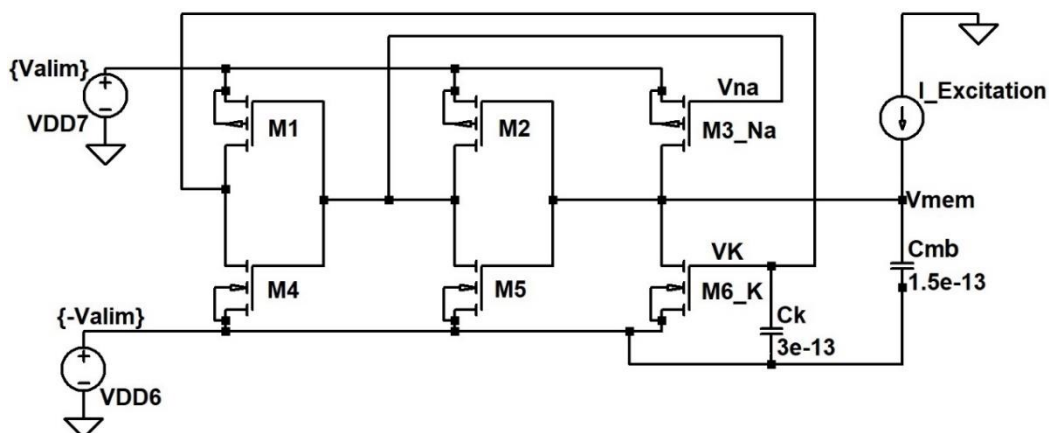 {Valim}
VDD7
M1
M2
Vna
M3_Na
I_Excitation
Vmem
Cmb
1.5e-13
M4
M5
VK
M6_K
Ck
3e-13
{-Valim}
VDD6